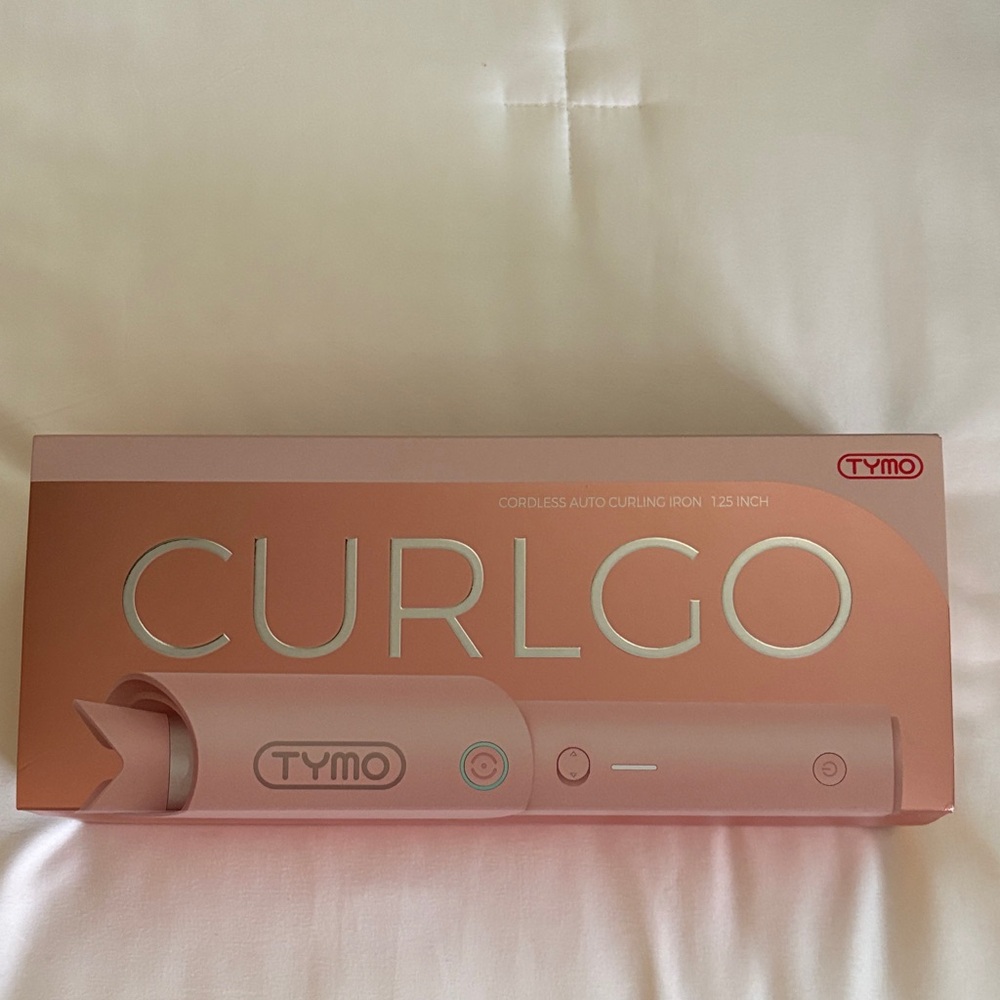 TYMO
CORDLESS AUTO CURLING IRON 1.25 INCH
CURLGO
TYMO